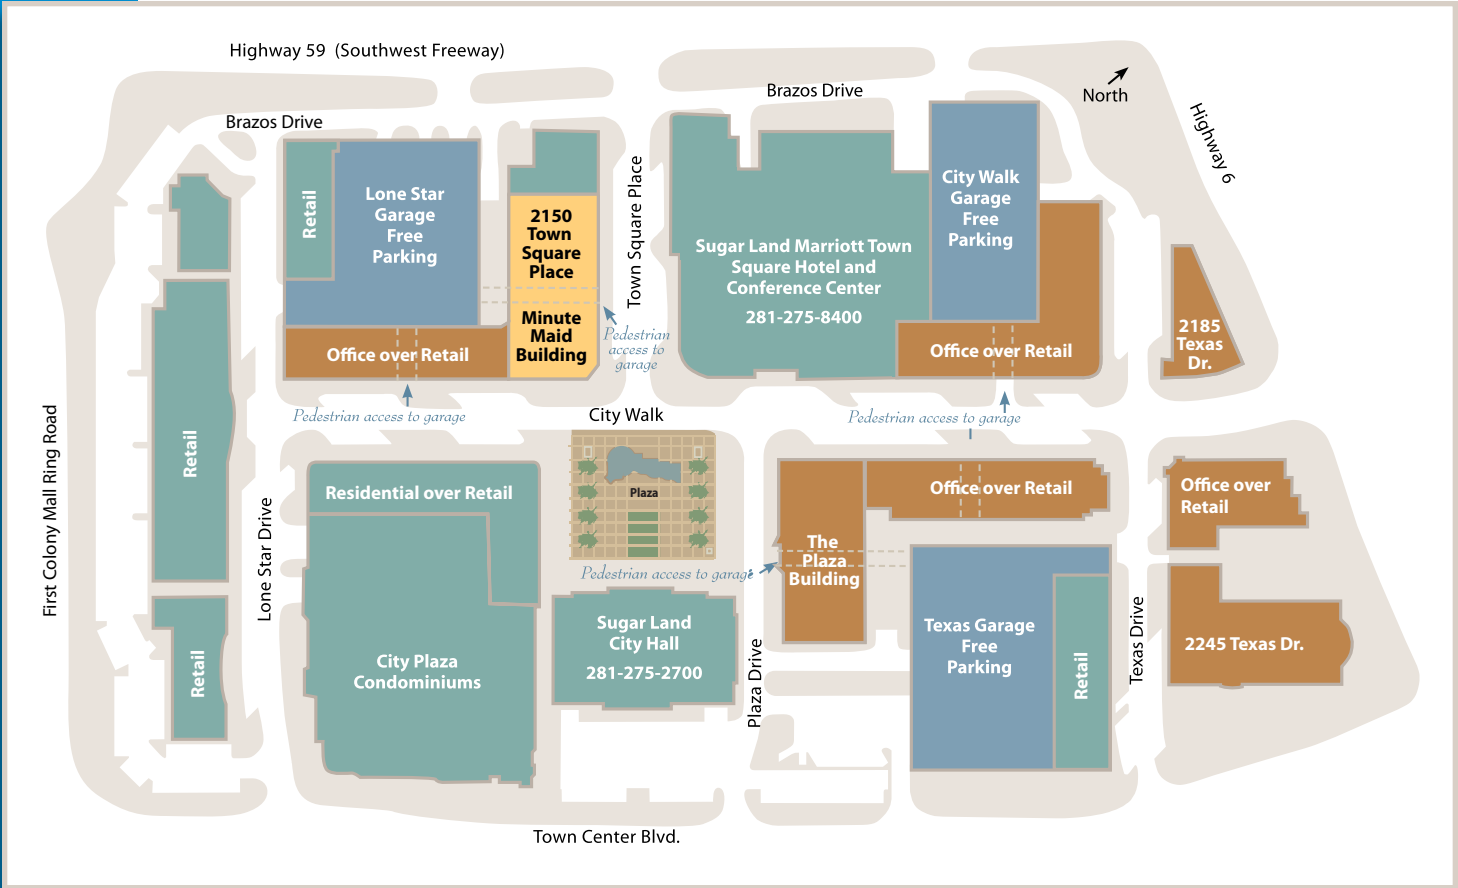 Highway 59 (Southwest Freeway)
Brazos Drive
Brazos Drive
North
Highway 6
Retail
Lone Star
Garage
Free
Parking
2150
Town
Square
Place
Minute
Maid
Building
Office over Retail
Town Square Place
Pedestrian
access to
garage
Sugar Land Marriott Town
Square Hotel and
Conference Center
281-275-8400
City Walk
Garage
Free
Parking
Office over Retail
2185
Texas
Dr.
Pedestrian access to garage
City Walk
Pedestrian access to garage
First Colony Mall Ring Road
Retail
Retail
Lone Star Drive
Residential over Retail
City Plaza
Condominiums
Plaza
Pedestrian access to garage
Sugar Land
City Hall
281-275-2700
Plaza Drive
The
Plaza
Building
Office over Retail
Texas Garage
Free
Parking
Retail
Texas Drive
Office over
Retail
2245 Texas Dr.
Town Center Blvd.